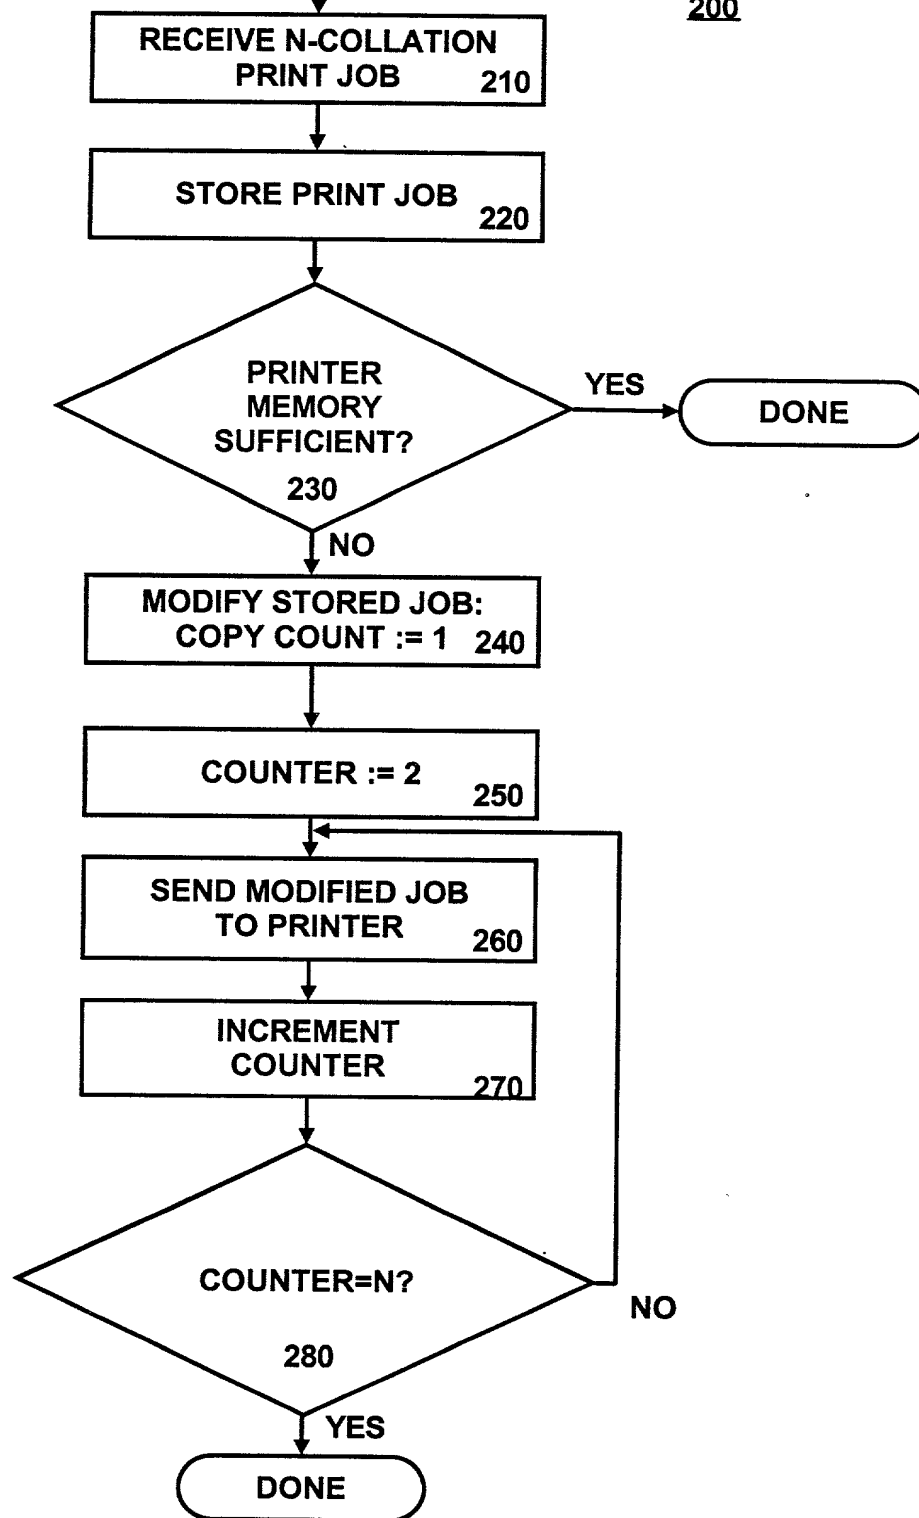 200
RECEIVE N-COLLATION
PRINT JOB 210
STORE PRINT JOB
220
PRINTER
MEMORY
SUFFICIENT?
230
YES
DONE
NO
MODIFY STORED JOB:
COPY COUNT := 1 240
COUNTER := 2
250
SEND MODIFIED JOB
TO PRINTER
260
INCREMENT
COUNTER
270
COUNTER=N?
280
NO
YES
DONE